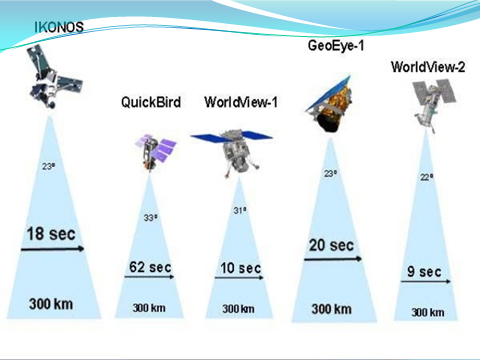 IKONOS
23º
18 sec
300 km
QuickBird
33º
62 sec
300 km
WorldView-1
31º
10 sec
300 km
GeoEye-1
23º
20 sec
300 km
WorldView-2
22º
9 sec
300 km